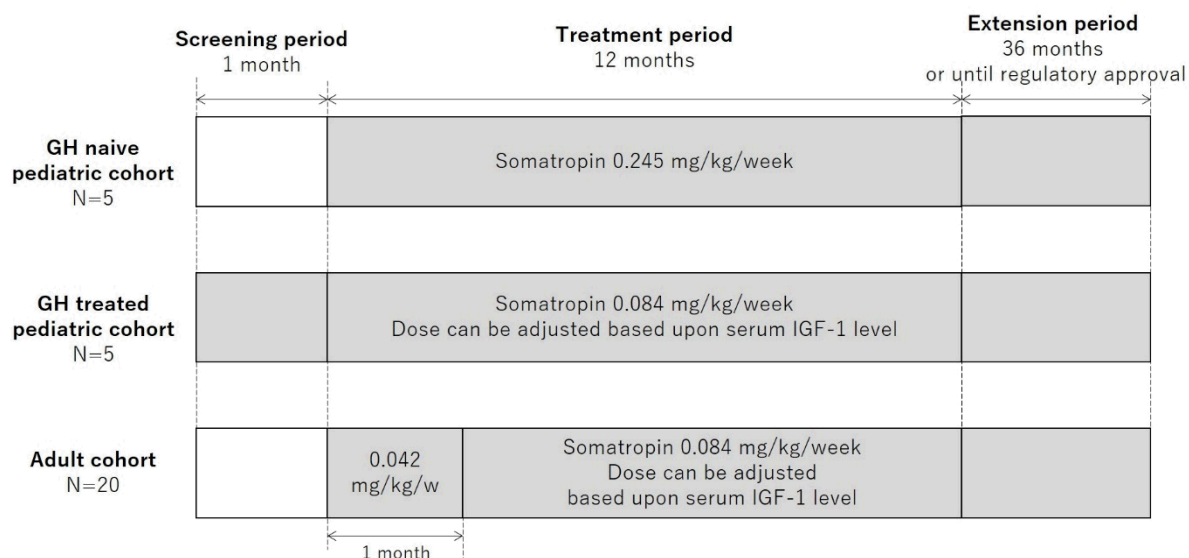 Screening period
1 month
Treatment period
12 months
Extension period
36 months
or until regulatory approval
GH naive
pediatric cohort
N=5
Somatropin 0.245 mg/kg/week
GH treated
pediatric cohort
N=5
Somatropin 0.084 mg/kg/week
Dose can be adjusted based upon serum IGF-1 level
Adult cohort
N=20
0.042
mg/kg/w
Somatropin 0.084 mg/kg/week
Dose can be adjusted
based upon serum IGF-1 level
1 month